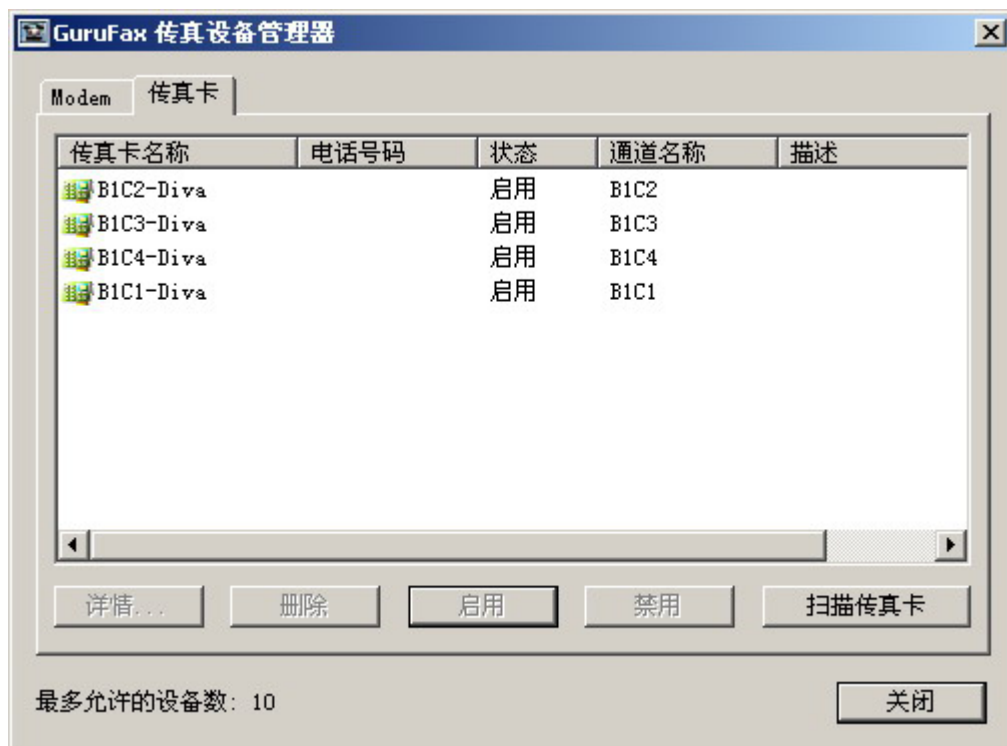 GuruFax 传真设备管理器
Modem 传真卡
传真卡名称 电话号码 状态 通道名称 描述
B1C2-Diva 启用 B1C2
B1C3-Diva 启用 B1C3
B1C4-Diva 启用 B1C4
B1C1-Diva 启用 B1C1
详情... 删除 启用 禁用 扫描传真卡
最多允许的设备数: 10 关闭